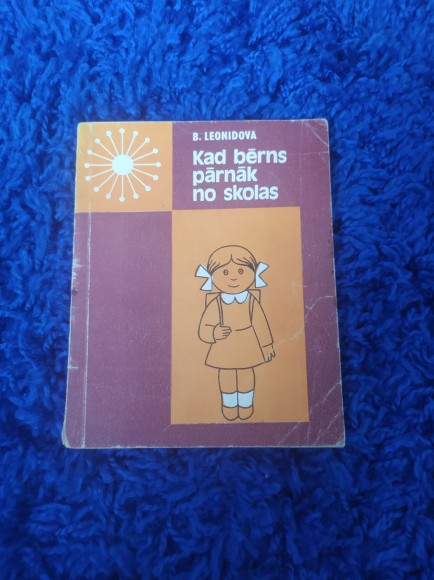 B. LEONIDOVA
Kad bērns
pārnāk
no skolas